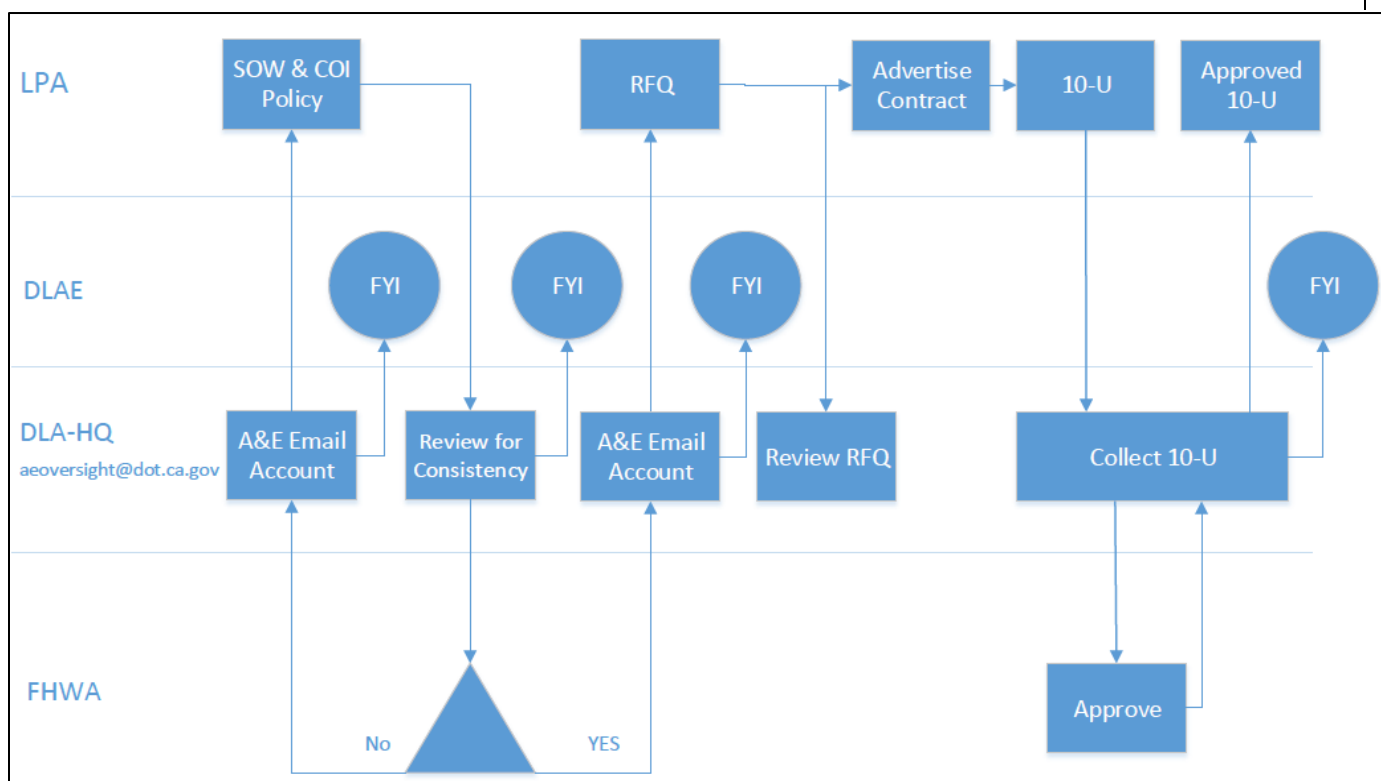 LPA
SOW & COI
Policy
RFQ
Advertise
Contract
10-U
Approved
10-U
DLAE
FYI
FYI
FYI
FYI
DLA-HQ
aeoversight@dot.ca.gov
A&E Email
Account
Review for
Consistency
A&E Email
Account
Review RFQ
Collect 10-U
FHWA
No
YES
Approve